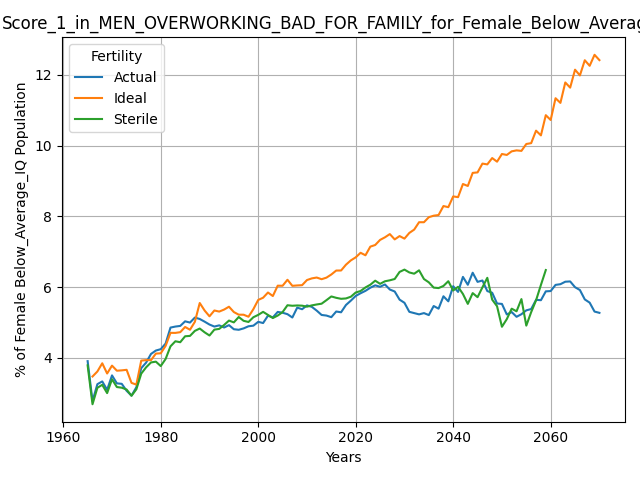 Score_1_in_MEN_OVERWORKING_BAD_FOR_FAMILY_for_Female_Below_Averag
Fertility
Actual
Ideal
Sterile
% of Female Below_Average_IQ Population
12
10
8
6
4
1960
1980
2000
2020
2040
2060
Years